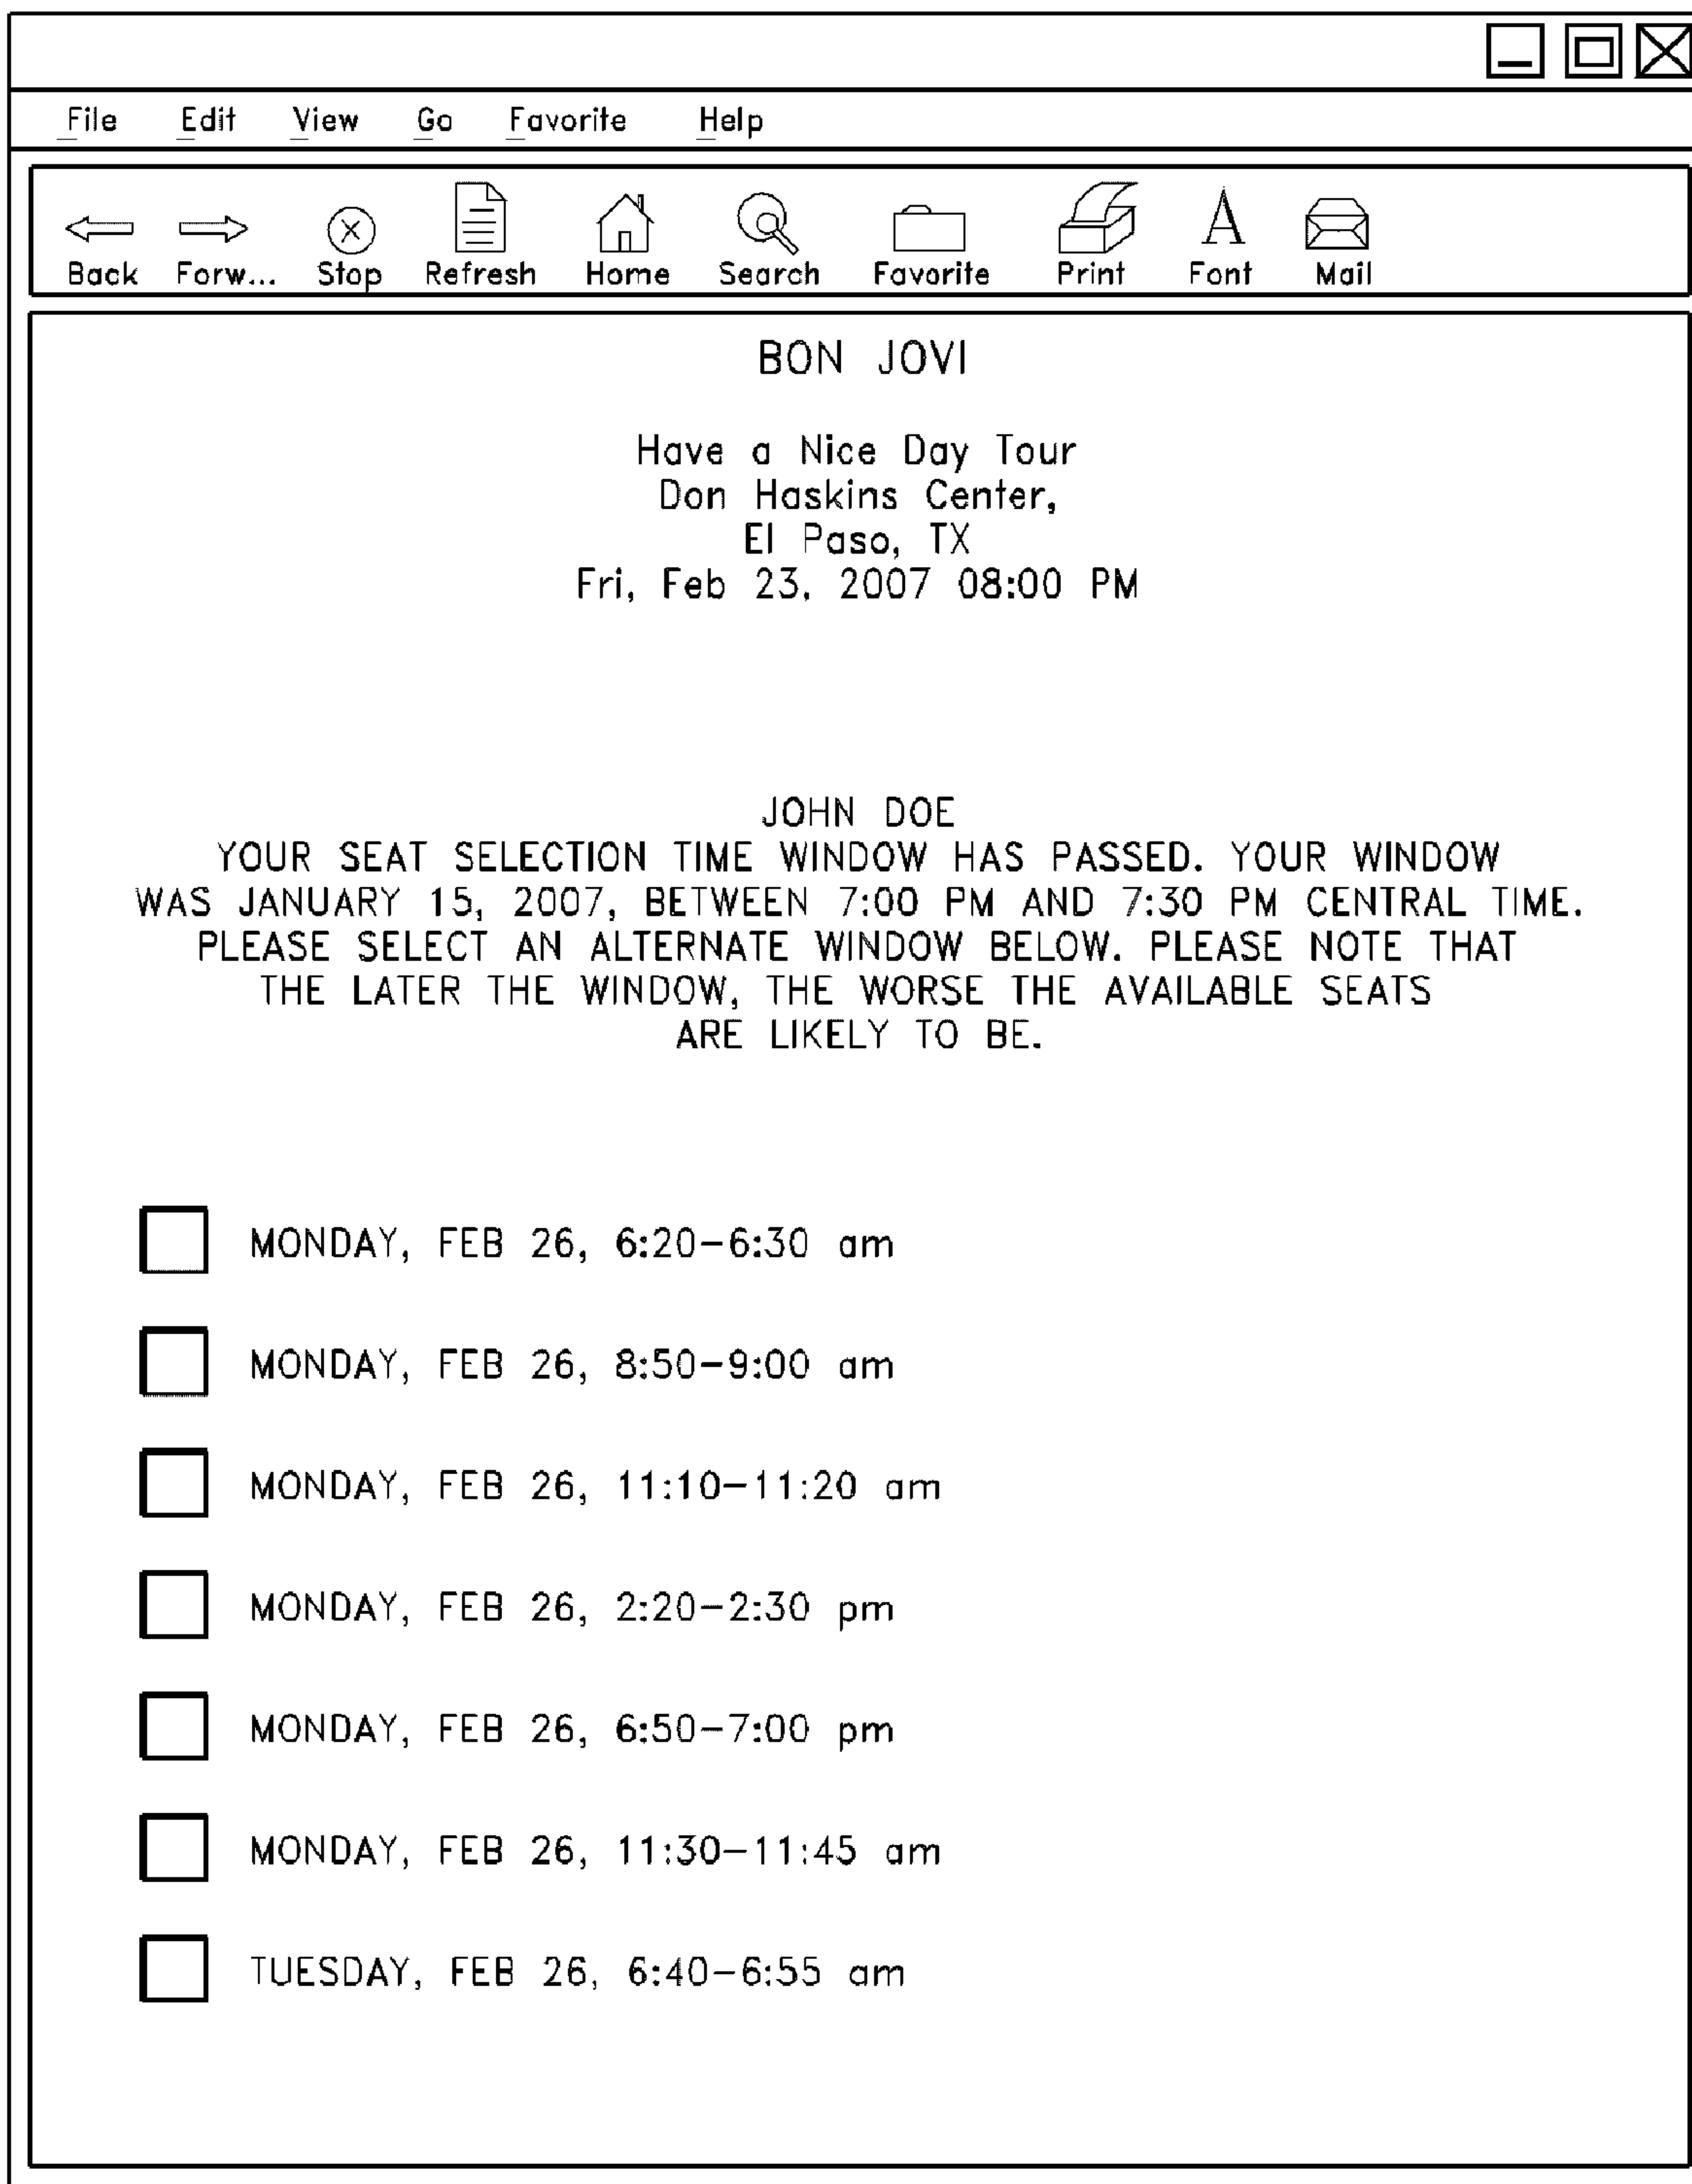 File Edit View Go Favorite Help
Back Forw... Stop Refresh Home Search Favorite Print Font Mail
BON JOVI
Have a Nice Day Tour
Don Haskins Center,
El Paso, TX
Fri, Feb 23, 2007 08:00 PM
JOHN DOE
YOUR SEAT SELECTION TIME WINDOW HAS PASSED. YOUR WINDOW
WAS JANUARY 15, 2007, BETWEEN 7:00 PM AND 7:30 PM CENTRAL TIME.
PLEASE SELECT AN ALTERNATE WINDOW BELOW. PLEASE NOTE THAT
THE LATER THE WINDOW, THE WORSE THE AVAILABLE SEATS
ARE LIKELY TO BE.
MONDAY, FEB 26, 6:20-6:30 am
MONDAY, FEB 26, 8:50-9:00 am
MONDAY, FEB 26, 11:10-11:20 am
MONDAY, FEB 26, 2:20-2:30 pm
MONDAY, FEB 26, 6:50-7:00 pm
MONDAY, FEB 26, 11:30-11:45 am
TUESDAY, FEB 26, 6:40-6:55 am